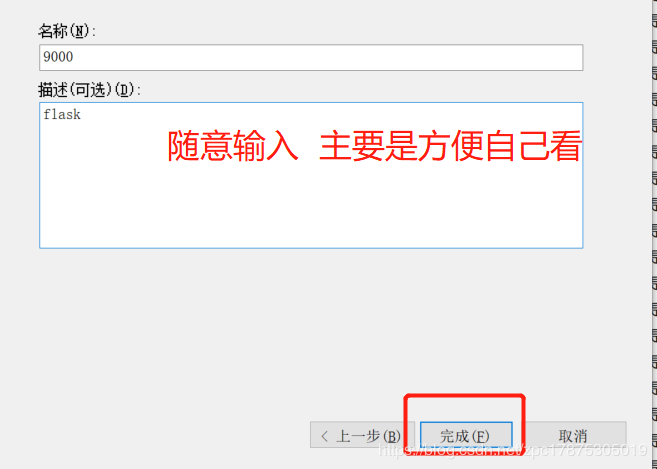 名称(N):
9000
描述(可选)(D):
flask
随意输入 主要是方便自己看
< 上一步(B) 完成(F) 取消
https://blog.csdn.net/zpc17875305019